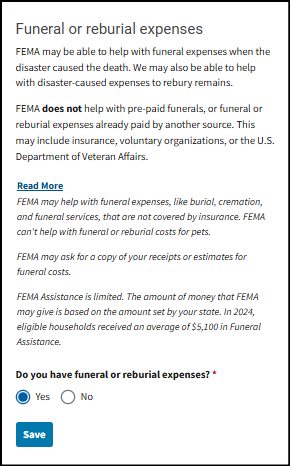 Funeral or reburial expenses
FEMA may be able to help with funeral expenses when the
disaster caused the death. We may also be able to help
with disaster-caused expenses to rebury remains.
FEMA does not help with pre-paid funerals, or funeral or
reburial expenses already paid by another source. This
may include insurance, voluntary organizations, or the U.S.
Department of Veteran Affairs.
Read More
FEMA may help with funeral expenses, like burial, cremation,
and funeral services, that are not covered by insurance. FEMA
can't help with funeral or reburial costs for pets.
FEMA may ask for a copy of your receipts or estimates for
funeral costs.
FEMA Assistance is limited. The amount of money that FEMA
may give is based on the amount set by your state. In 2024,
eligible households received an average of $5,100 in Funeral
Assistance.
Do you have funeral or reburial expenses? *
Yes No
Save